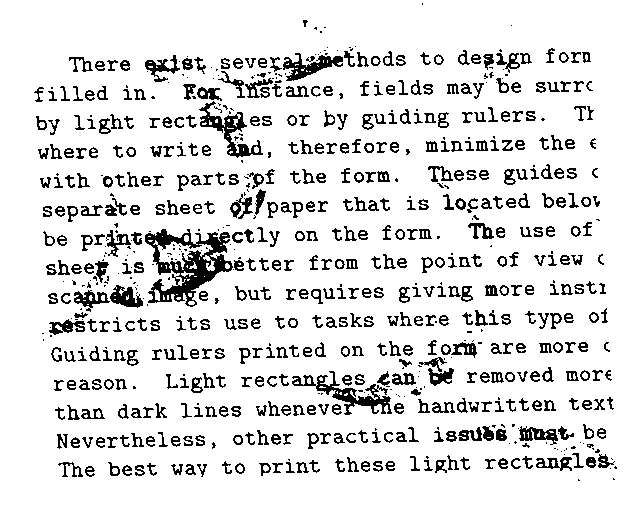 There exist several methods to design form
filled in. For instance, fields may be surro
by light rectangles or by guiding rulers. Th
where to write and, therefore, minimize the e
with other parts of the form. These guides c
separate sheet of paper that is located below
be printed directly on the form. The use of
sheet is much better from the point of view o
scanned image, but requires giving more instr
restricts its use to tasks where this type of
Guiding rulers printed on the form are more c
reason. Light rectangles can be removed more
than dark lines whenever the handwritten text
Nevertheless, other practical issues must be
The best way to print these light rectangles